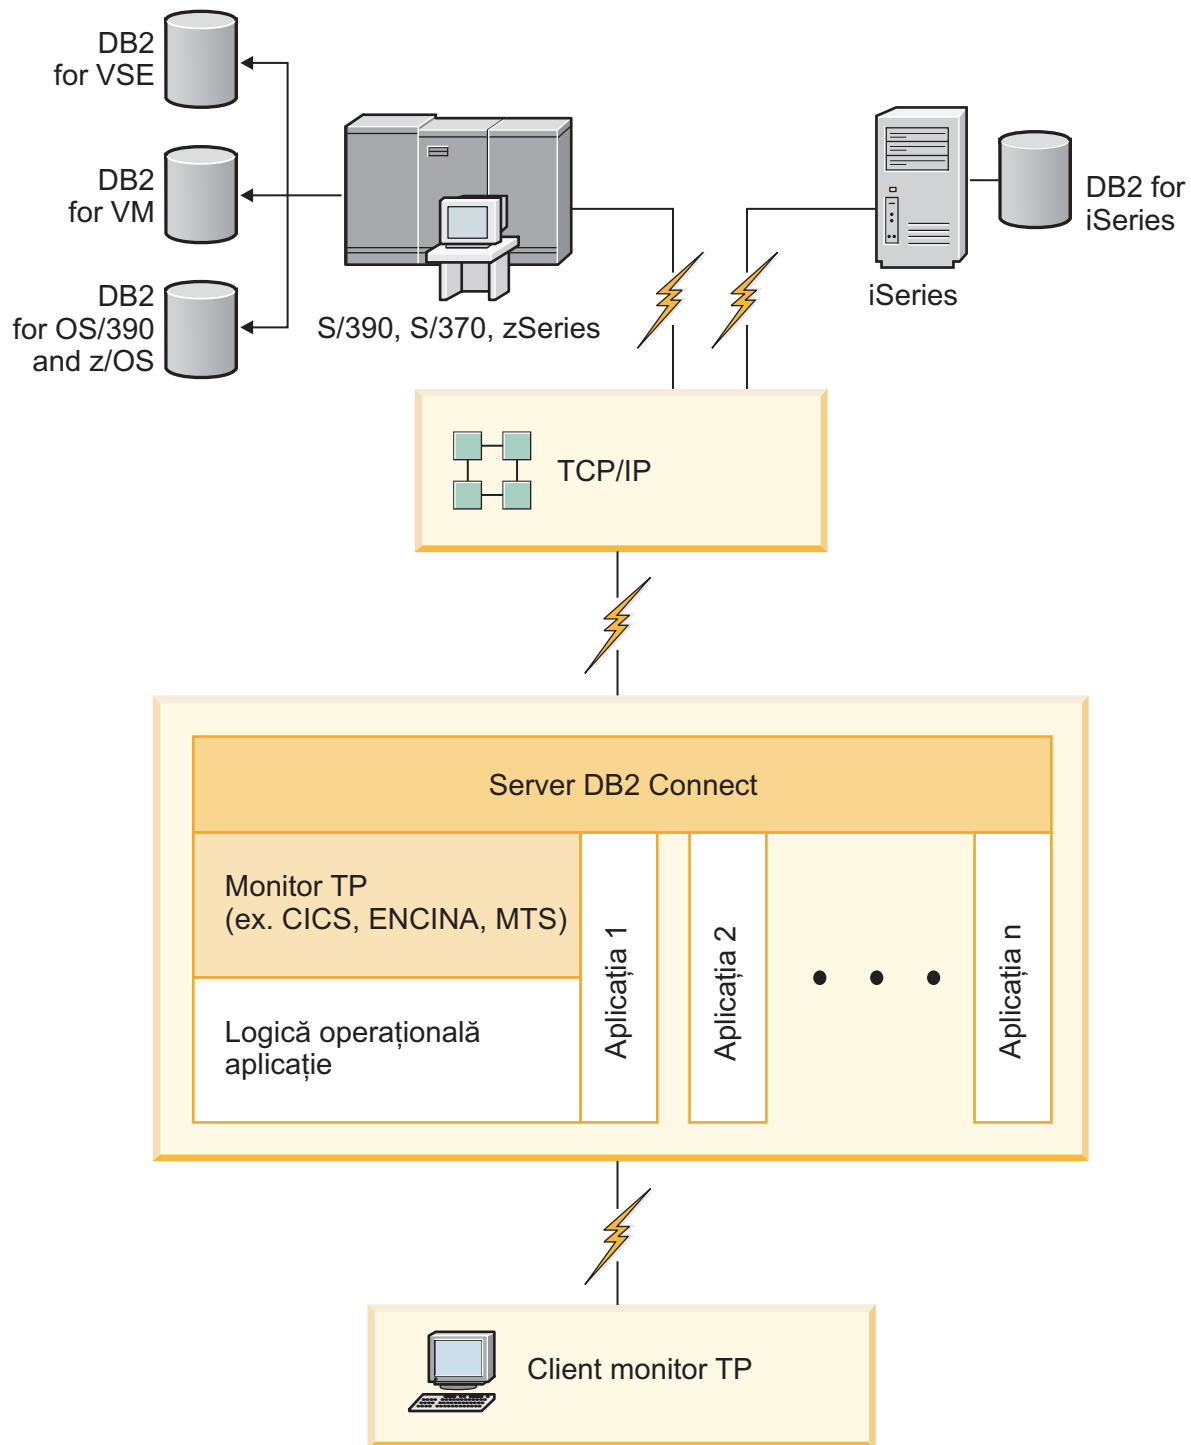 DB2
for VSE
DB2
for VM
DB2
for OS/390
and z/OS
S/390, S/370, zSeries
iSeries
DB2 for
iSeries
TCP/IP
Server DB2 Connect
Monitor TP
(ex. CICS, ENCINA, MTS)
Logică operațională
aplicație
Aplicația 1
Aplicația 2
Aplicația n
Client monitor TP